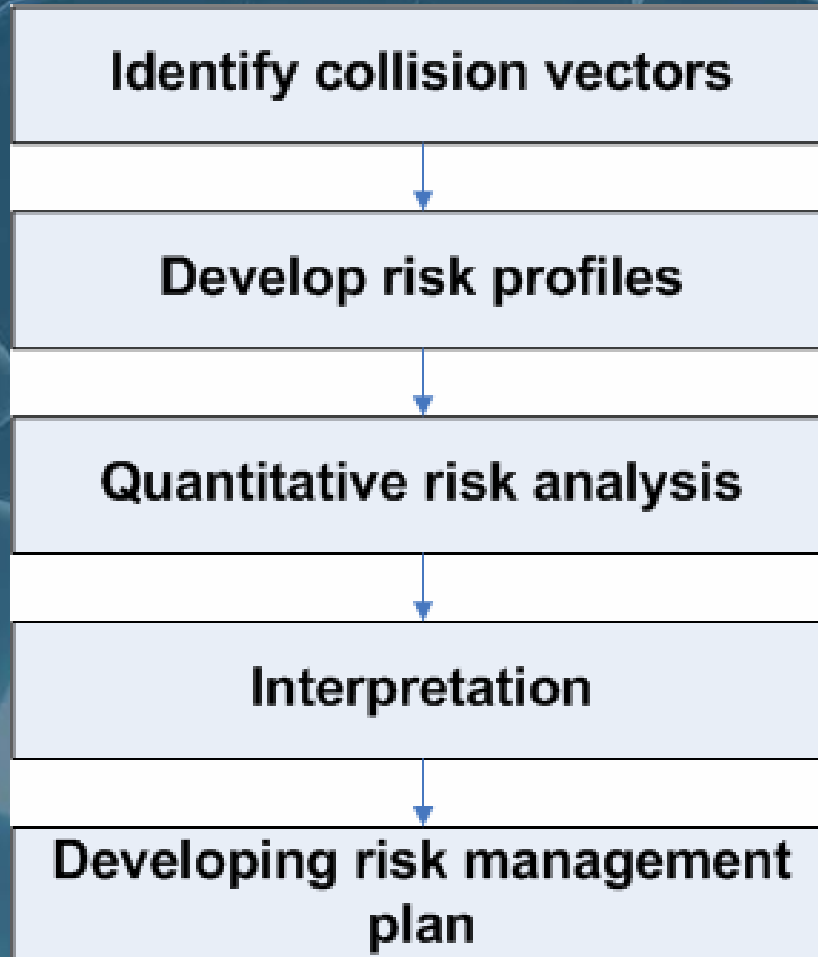 Identify collision vectors
Develop risk profiles
Quantitative risk analysis
Interpretation
Developing risk management
plan